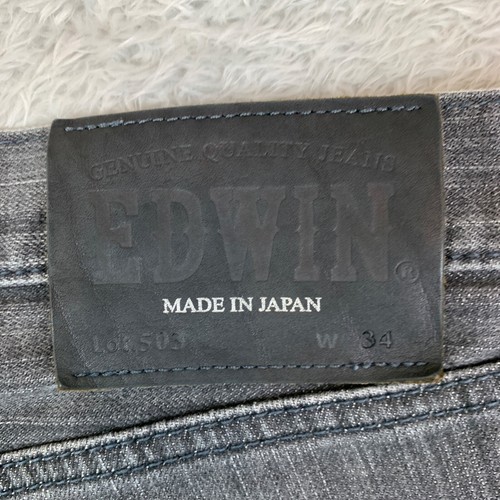 GENUINE QUALITY JEANS
EDWIN®
MADE IN JAPAN
Lot.503 W 34